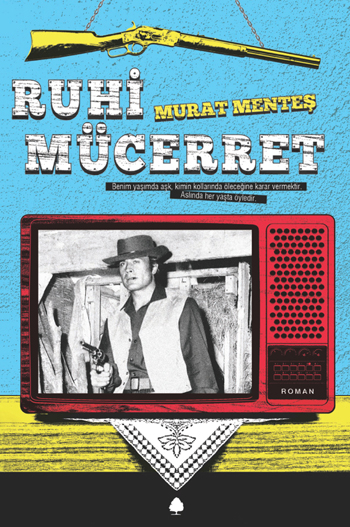 RUHİ
MURAT MENTEŞ
MÜCERRET
Benim yaşımda aşk, kimin kollarında öleceğine karar vermektir.
Aslında her yaşta öyledir.
ROMAN